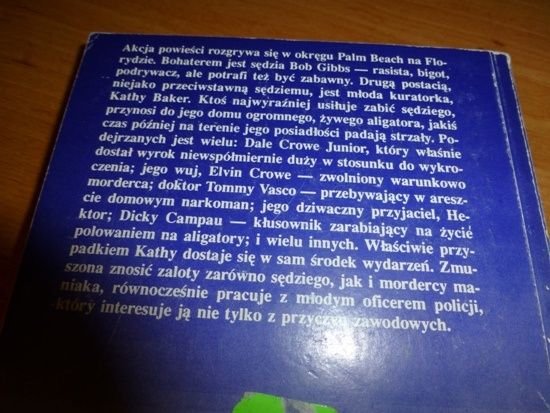 Akcja powieści rozgrywa się w okręgu Palm Beach na Flo-
rydzie. Bohaterem jest sędzia Bob Gibbs — rasista, bigot,
podrywacz, ale potrafi też być zabawny. Drugą postacią,
niejako przeciwstawną sędziemu, jest młoda kuratorka,
Kathy Baker. Ktoś najwyraźniej usiłuje zabić sędziego,
przynosi do jego domu ogromnego, żywego aligatora, jakiś
czas później na terenie jego posiadłości padają strzały. Po-
dejrzanych jest wielu: Dale Crowe Junior, który właśnie
dostał wyrok niewspółmiernie duży w stosunku do wykro-
czenia; jego wuj, Elvin Crowe — zwolniony warunkowo
morderca; doktor Tommy Vasco — przebywający w aresz-
cie domowym narkoman; jego dziwaczny przyjaciel, He-
ktor; Dicky Campau — kłusownik zarabiający na życie
polowaniem na aligatory; i wielu innych. Właściwie przy-
padkiem Kathy dostaje się w sam środek wydarzeń. Zmu-
szona znosić zaloty zarówno sędziego, jak i mordercy ma-
niaka, równocześnie pracuje z młodym oficerem policji,
który interesuje ją nie tylko z przyczyn zawodowych.